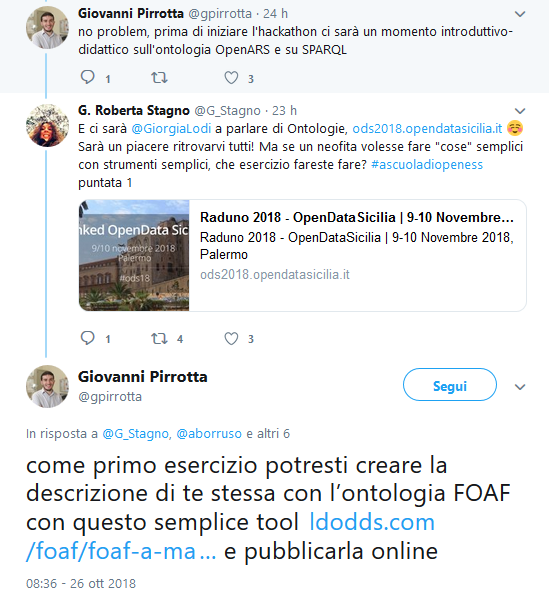 Giovanni Pirrotta @gpirrotta · 24 h
no problem, prima di iniziare l'hackathon ci sarà un momento introduttivo-
didattico sull'ontologia OpenARS e su SPARQL
1 3
G. Roberta Stagno @G_Stagno · 23 h
E ci sarà @GiorgiaLodi a parlare di Ontologie, ods2018.opendatasicilia.it ☺️
Sarà un piacere ritrovarvi tutti! Ma se un neofita volesse fare "cose" semplici
con strumenti semplici, che esercizio fareste fare? #ascuoladiopeness
puntata 1
nked OpenData Sic
9/10 novembre 2018
Palermo
#ods18
Raduno 2018 - OpenDataSicilia | 9-10 Novembre…
Raduno 2018 - OpenDataSicilia | 9-10 Novembre 2018,
Palermo
ods2018.opendatasicilia.it
1 4 3
Giovanni Pirrotta
@gpirrotta
Segui
In risposta a @G_Stagno, @aborruso e altri 6
come primo esercizio potresti creare la
descrizione di te stessa con l’ontologia FOAF
con questo semplice tool ldodds.com
/foaf/foaf-a-ma… e pubblicarla online
08:36 - 26 ott 2018